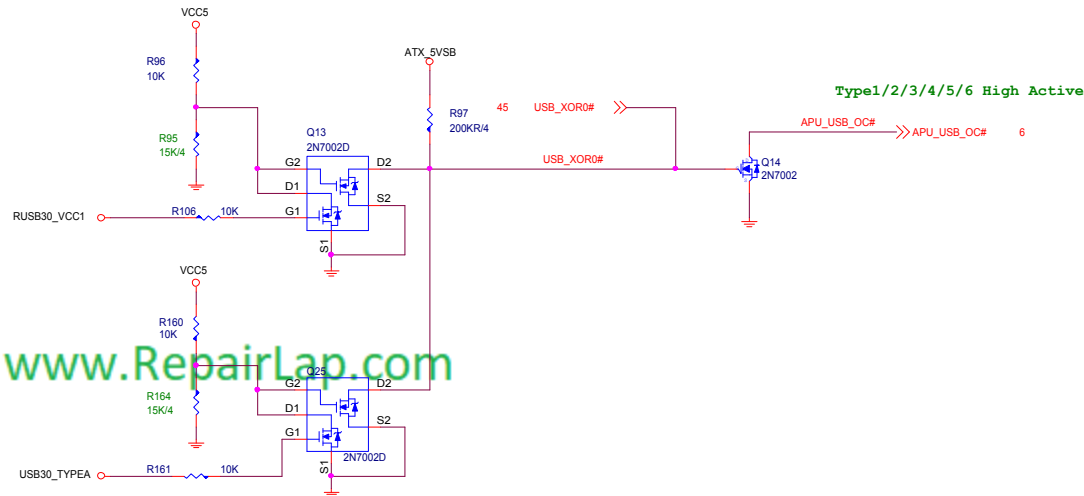 VCC5
R96
10K
R95
15K/4
ATX_5VSB
R97
200KR/4
45 USB_XOR0#
Type1/2/3/4/5/6 High Active
APU_USB_OC#
APU_USB_OC# 6
Q13
2N7002D
G2
D1
G1
S1
D2
S2
USB_XOR0#
Q14
2N7002
RUSB30_VCC1
R106
10K
VCC5
R160
10K
www.RepairLap.com
R164
15K/4
Q25
G2
D1
G1
S1
D2
S2
2N7002D
USB30_TYPEA
R161
10K